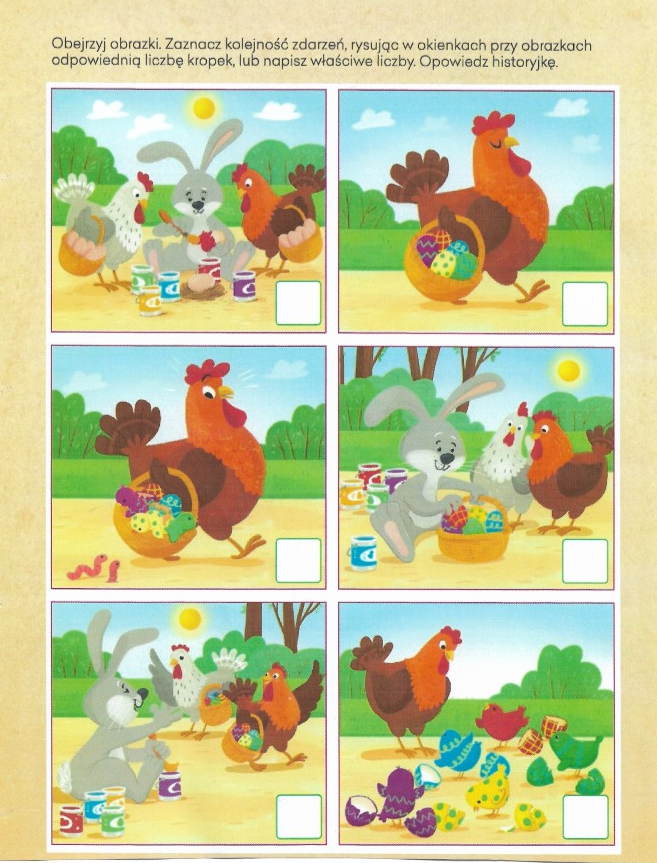 Obejrzyj obrazki. Zaznacz kolejność zdarzeń, rysując w okienkach przy obrazkach
odpowiednią liczbę kropek, lub napisz właściwe liczby. Opowiedz historyjkę.